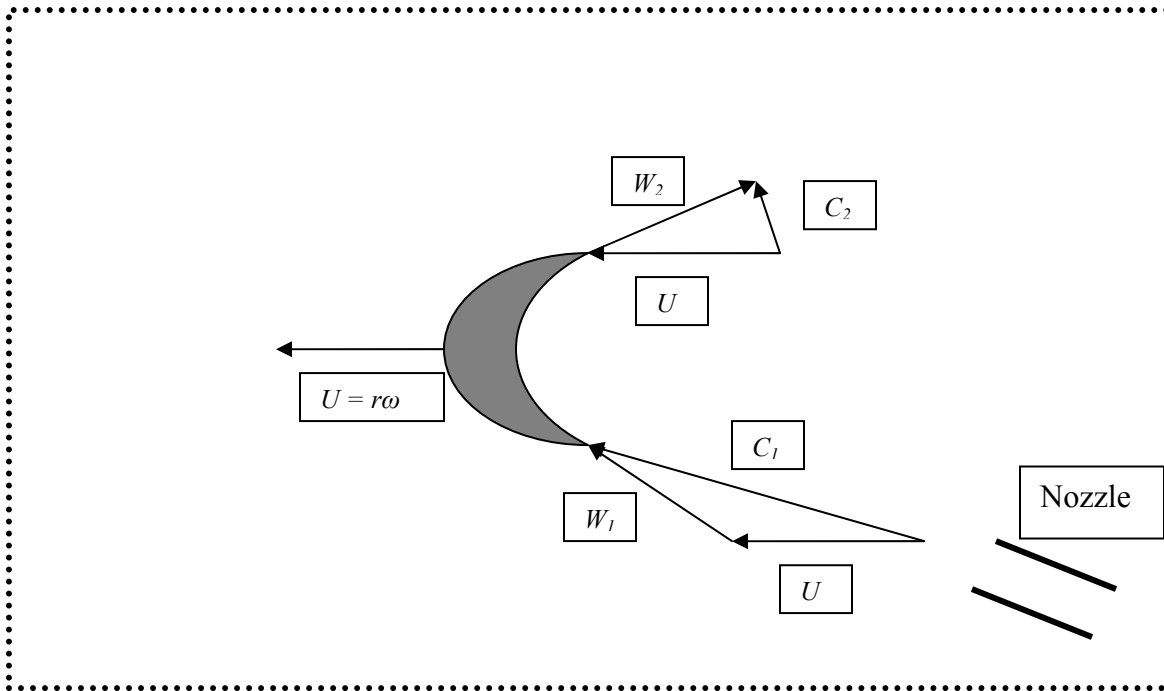 W₂
C₂
U
U = rω
C₁
Nozzle
W₁
U